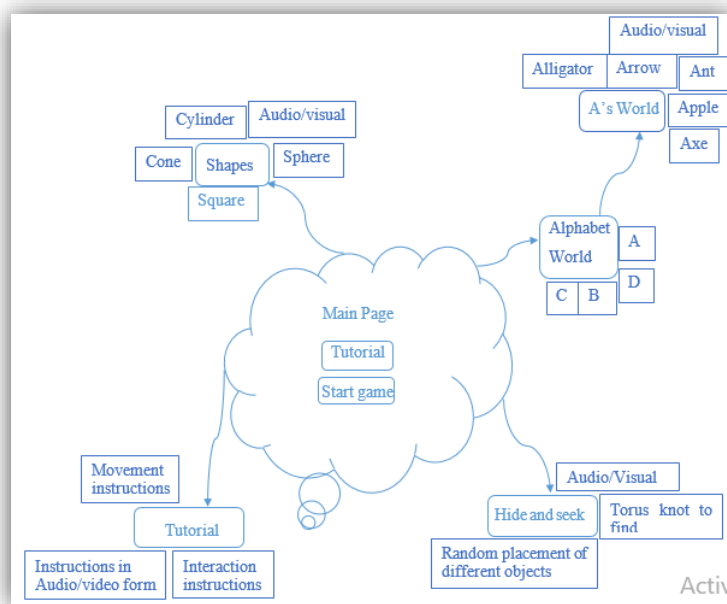 Audio/visual
Alligator
Arrow
Ant
A's World
Apple
Axe
Cylinder
Audio/visual
Cone
Shapes
Sphere
Square
Alphabet
World
A
D
C
B
Main Page
Tutorial
Start game
Movement
instructions
Tutorial
Instructions in
Audio/video form
Interaction
instructions
Audio/Visual
Hide and seek
Torus knot to
find
Random placement of
different objects
Activ